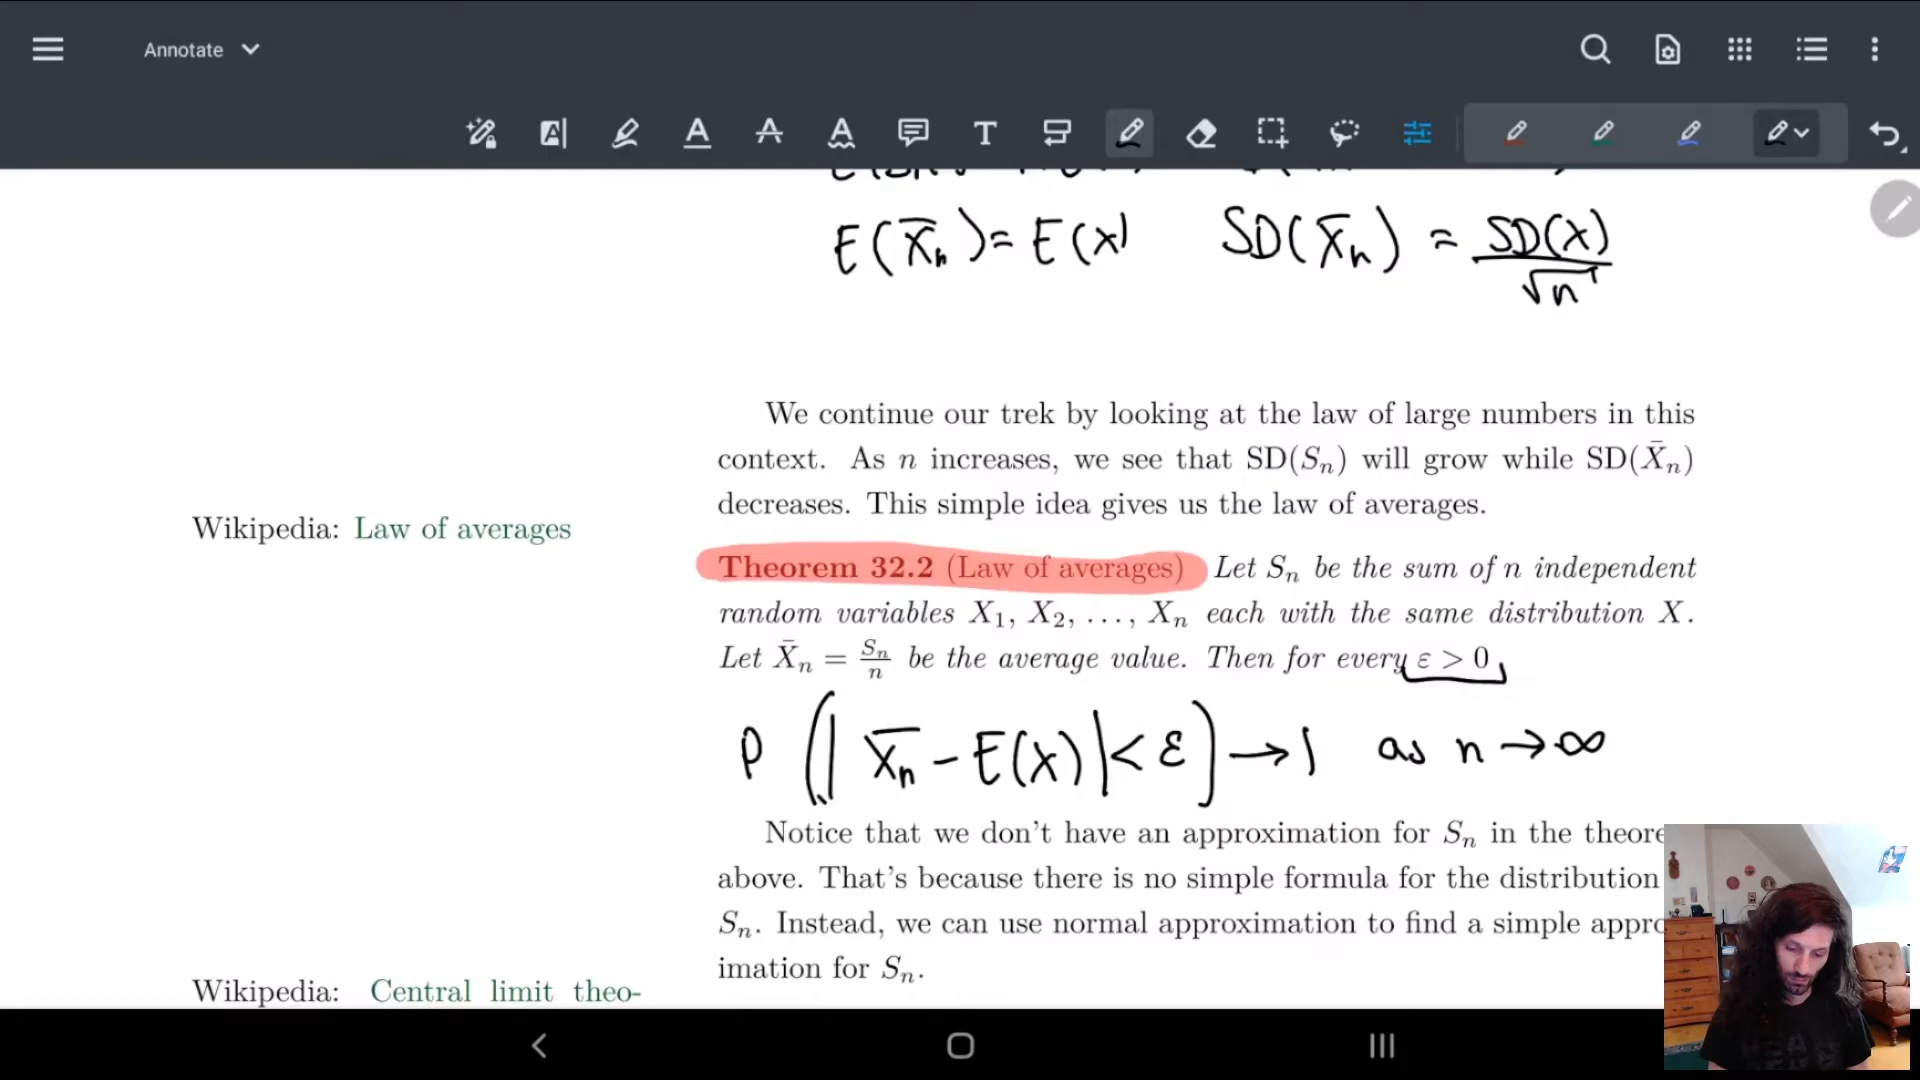 Annotate
E(X̄n) = E(X) SD(X̄n) = SD(X)/√n
We continue our trek by looking at the law of large numbers in this
context. As n increases, we see that SD(Sn) will grow while SD(X̄n)
decreases. This simple idea gives us the law of averages.
Wikipedia: Law of averages
Theorem 32.2 (Law of averages) Let Sn be the sum of n independent
random variables X1, X2, ..., Xn each with the same distribution X.
Let X̄n = Sn/n be the average value. Then for every ε > 0
P(|X̄n − E(X)| < ε) → 1 as n → ∞
Notice that we don't have an approximation for Sn in the theore
above. That's because there is no simple formula for the distribution
Sn. Instead, we can use normal approximation to find a simple appro
imation for Sn.
Wikipedia: Central limit theo-